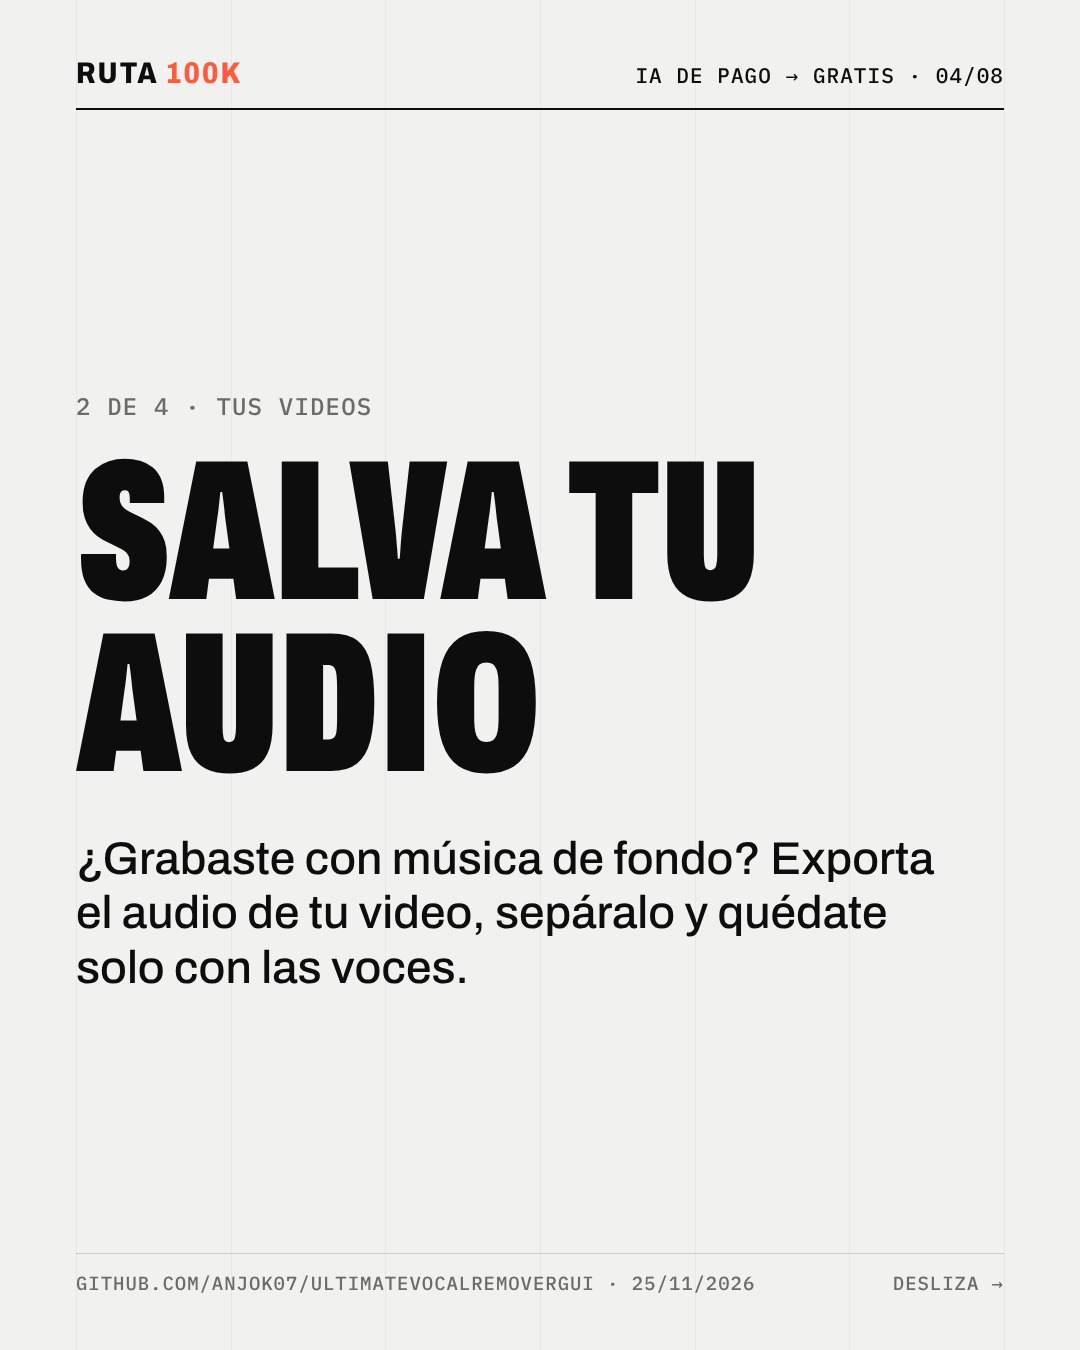 RUTA 100K
IA DE PAGO → GRATIS · 04/08
2 DE 4 · TUS VIDEOS
SALVA TU
AUDIO
¿Grabaste con música de fondo? Exporta
el audio de tu video, sepáralo y quédate
solo con las voces.
GITHUB.COM/ANJOK07/ULTIMATEVOCALREMOVERGUI · 25/11/2026
DESLIZA →